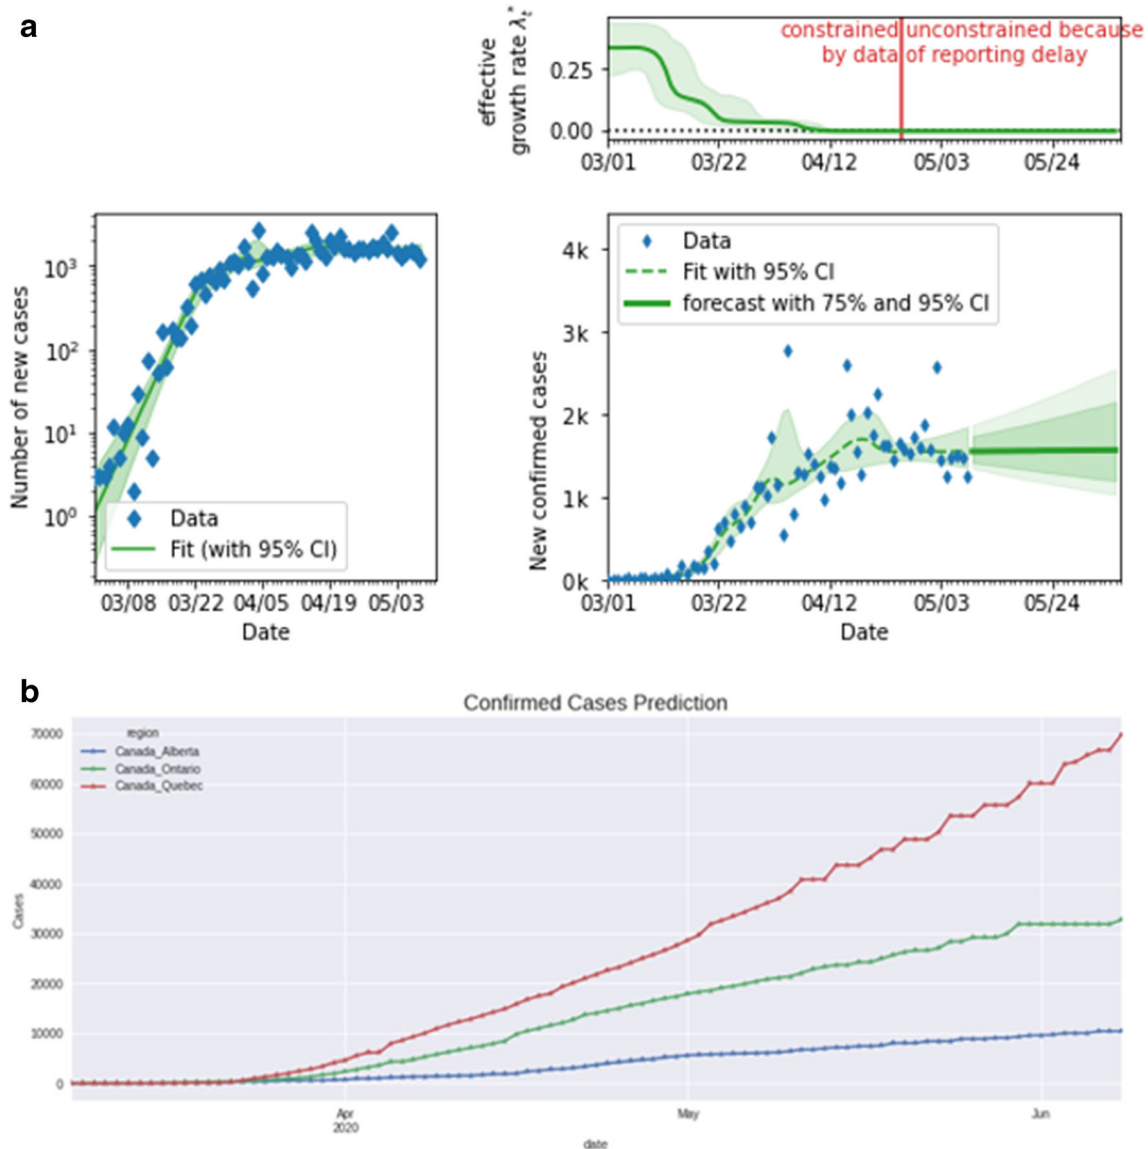 a
effective
growth rate λ*t
constrained unconstrained because
by data of reporting delay
0.25
0.00
03/01 03/22 04/12 05/03 05/24
Number of new cases
10³
10²
10¹
10⁰
Data
Fit (with 95% CI)
03/08 03/22 04/05 04/19 05/03
Date
New confirmed cases
4k
3k
2k
1k
0k
Data
Fit with 95% CI
forecast with 75% and 95% CI
03/01 03/22 04/12 05/03 05/24
Date
b
Confirmed Cases Prediction
region
Canada_Alberta
Canada_Ontario
Canada_Quebec
Cases
70000
60000
50000
40000
30000
20000
10000
0
Apr May Jun
2020
date